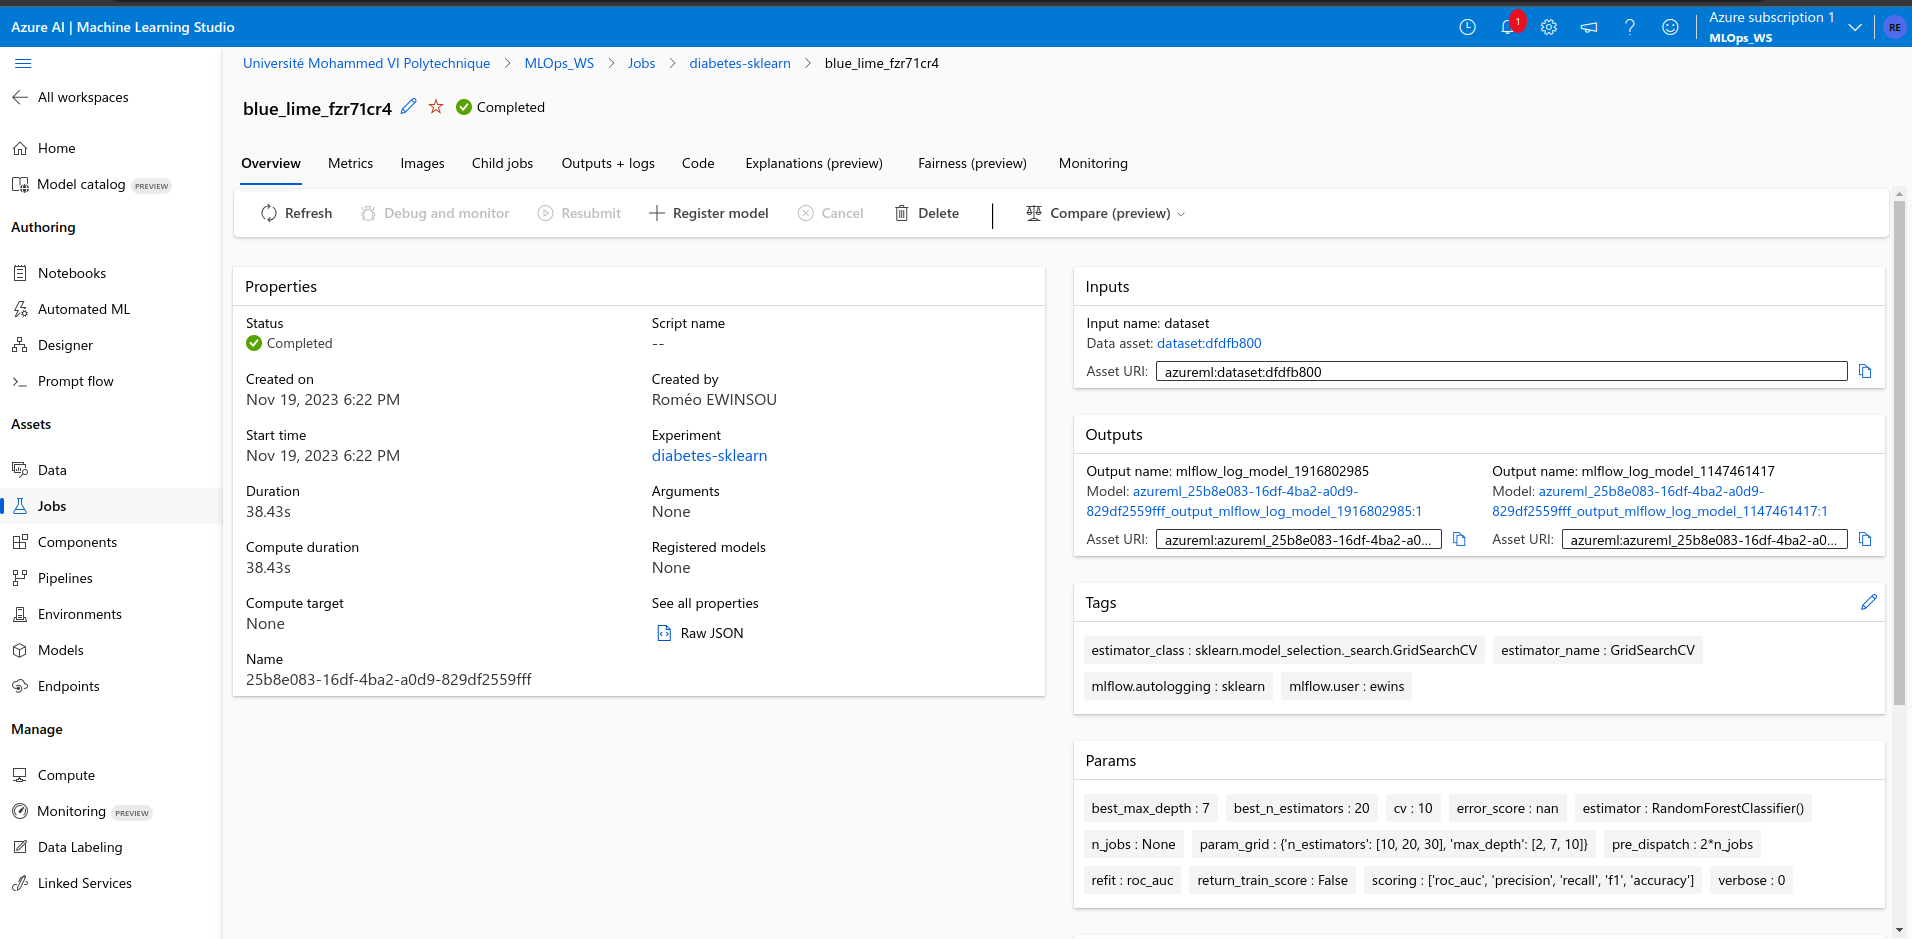 Azure AI | Machine Learning Studio
1
Azure subscription 1
MLOps_WS
RE
All workspaces
Home
Model catalog PREVIEW
Authoring
Notebooks
Automated ML
Designer
Prompt flow
Assets
Data
Jobs
Components
Pipelines
Environments
Models
Endpoints
Manage
Compute
Monitoring PREVIEW
Data Labeling
Linked Services
Université Mohammed VI Polytechnique > MLOps_WS > Jobs > diabetes-sklearn > blue_lime_fzr71cr4
blue_lime_fzr71cr4 Completed
Overview Metrics Images Child jobs Outputs + logs Code Explanations (preview) Fairness (preview) Monitoring
Refresh Debug and monitor Resubmit Register model Cancel Delete Compare (preview)
Properties
Status
Completed
Created on
Nov 19, 2023 6:22 PM
Start time
Nov 19, 2023 6:22 PM
Duration
38.43s
Compute duration
38.43s
Compute target
None
Name
25b8e083-16df-4ba2-a0d9-829df2559fff
Script name
--
Created by
Roméo EWINSOU
Experiment
diabetes-sklearn
Arguments
None
Registered models
None
See all properties
Raw JSON
Inputs
Input name: dataset
Data asset: dataset:dfdfb800
Asset URI: azureml:dataset:dfdfb800
Outputs
Output name: mlflow_log_model_1916802985
Model: azureml_25b8e083-16df-4ba2-a0d9-
829df2559fff_output_mlflow_log_model_1916802985:1
Asset URI: azureml:azureml_25b8e083-16df-4ba2-a0...
Output name: mlflow_log_model_1147461417
Model: azureml_25b8e083-16df-4ba2-a0d9-
829df2559fff_output_mlflow_log_model_1147461417:1
Asset URI: azureml:azureml_25b8e083-16df-4ba2-a0...
Tags
estimator_class : sklearn.model_selection._search.GridSearchCV estimator_name : GridSearchCV
mlflow.autologging : sklearn mlflow.user : ewins
Params
best_max_depth : 7 best_n_estimators : 20 cv : 10 error_score : nan estimator : RandomForestClassifier()
n_jobs : None param_grid : {'n_estimators': [10, 20, 30], 'max_depth': [2, 7, 10]} pre_dispatch : 2*n_jobs
refit : roc_auc return_train_score : False scoring : ['roc_auc', 'precision', 'recall', 'f1', 'accuracy'] verbose : 0